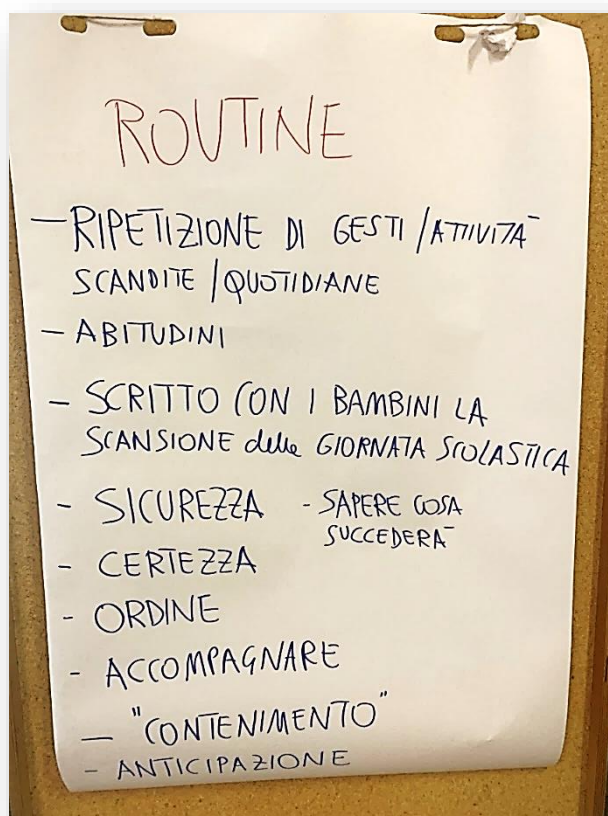 ROUTINE
- RIPETIZIONE DI GESTI / ATTIVITÀ
SCANDITE / QUOTIDIANE
- ABITUDINI
- SCRITTO CON I BAMBINI LA
SCANSIONE della GIORNATA SCOLASTICA
- SICUREZZA - SAPERE COSA
SUCCEDERÀ
- CERTEZZA
- ORDINE
- ACCOMPAGNARE
- "CONTENIMENTO"
- ANTICIPAZIONE